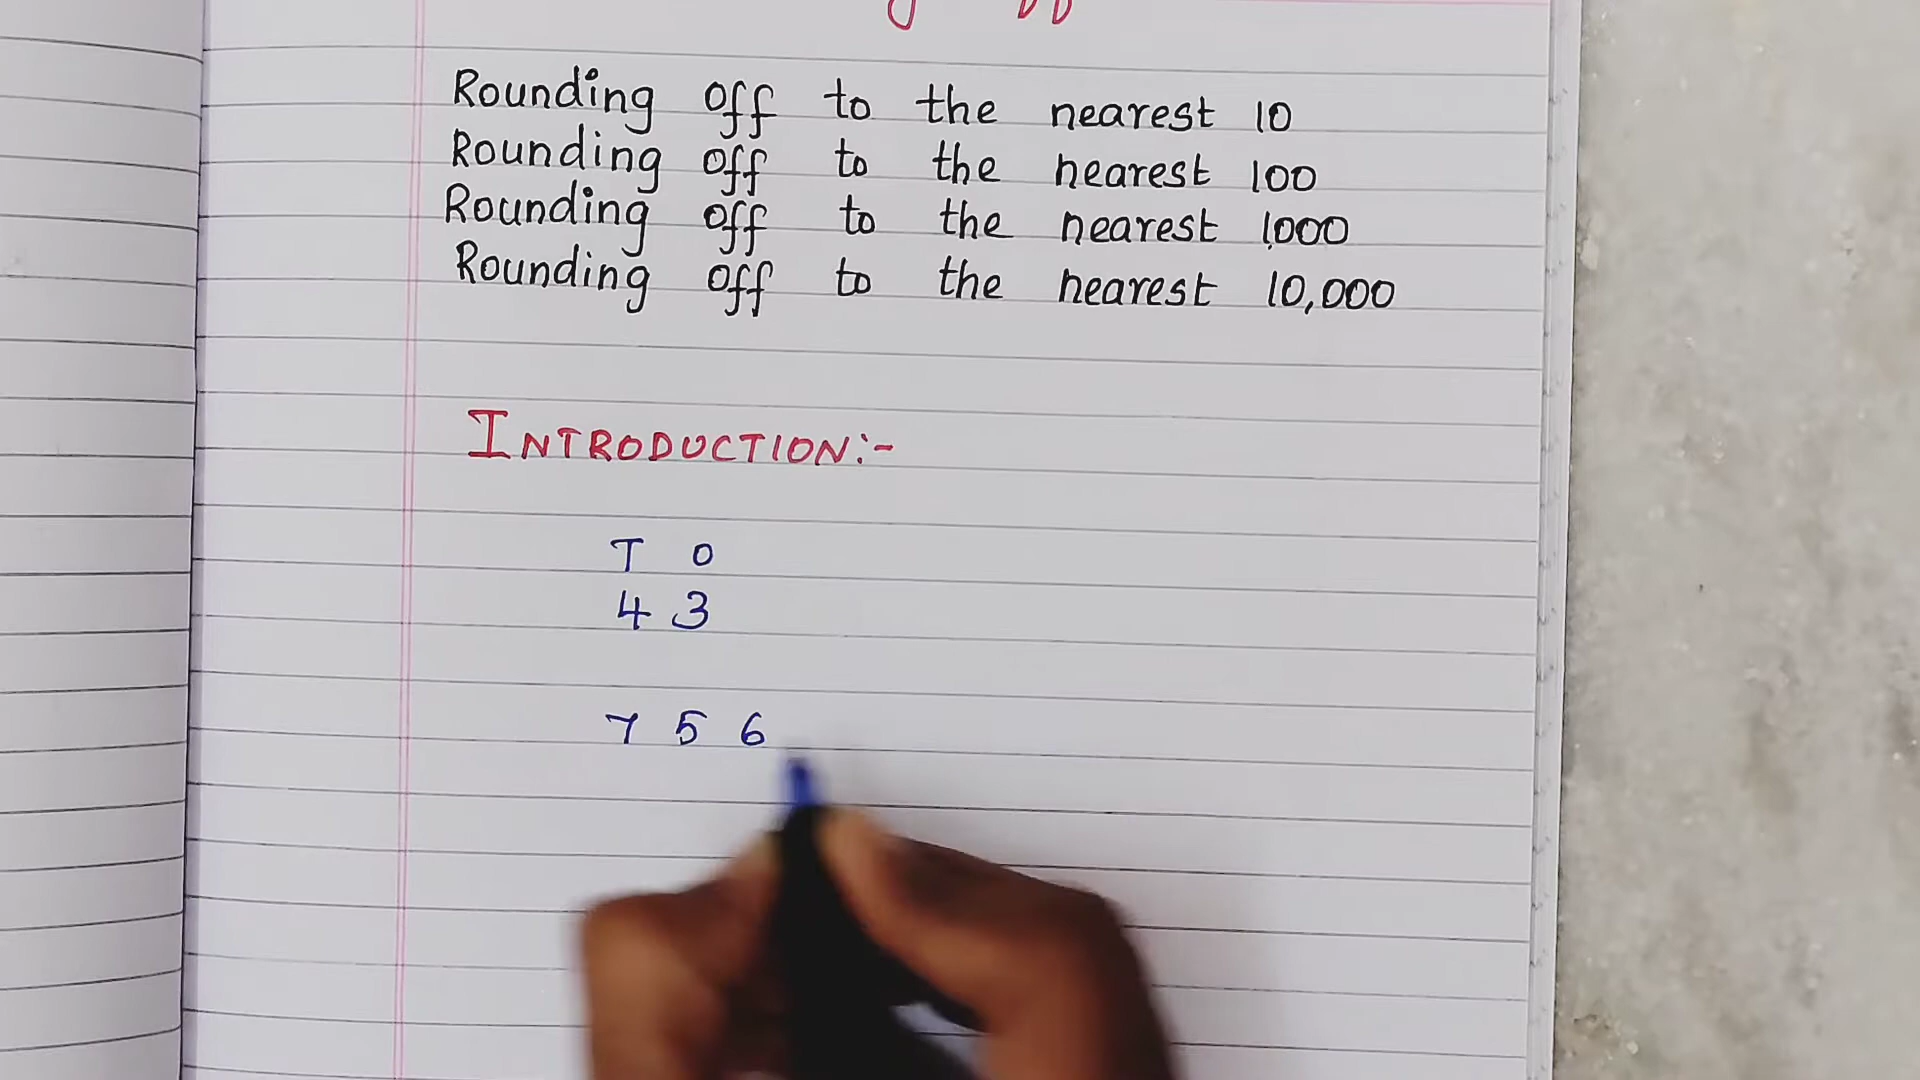 Rounding off to the nearest 10
Rounding off to the nearest 100
Rounding off to the nearest 1,000
Rounding off to the nearest 10,000
INTRODUCTION:-
T O
4 3
7 5 6